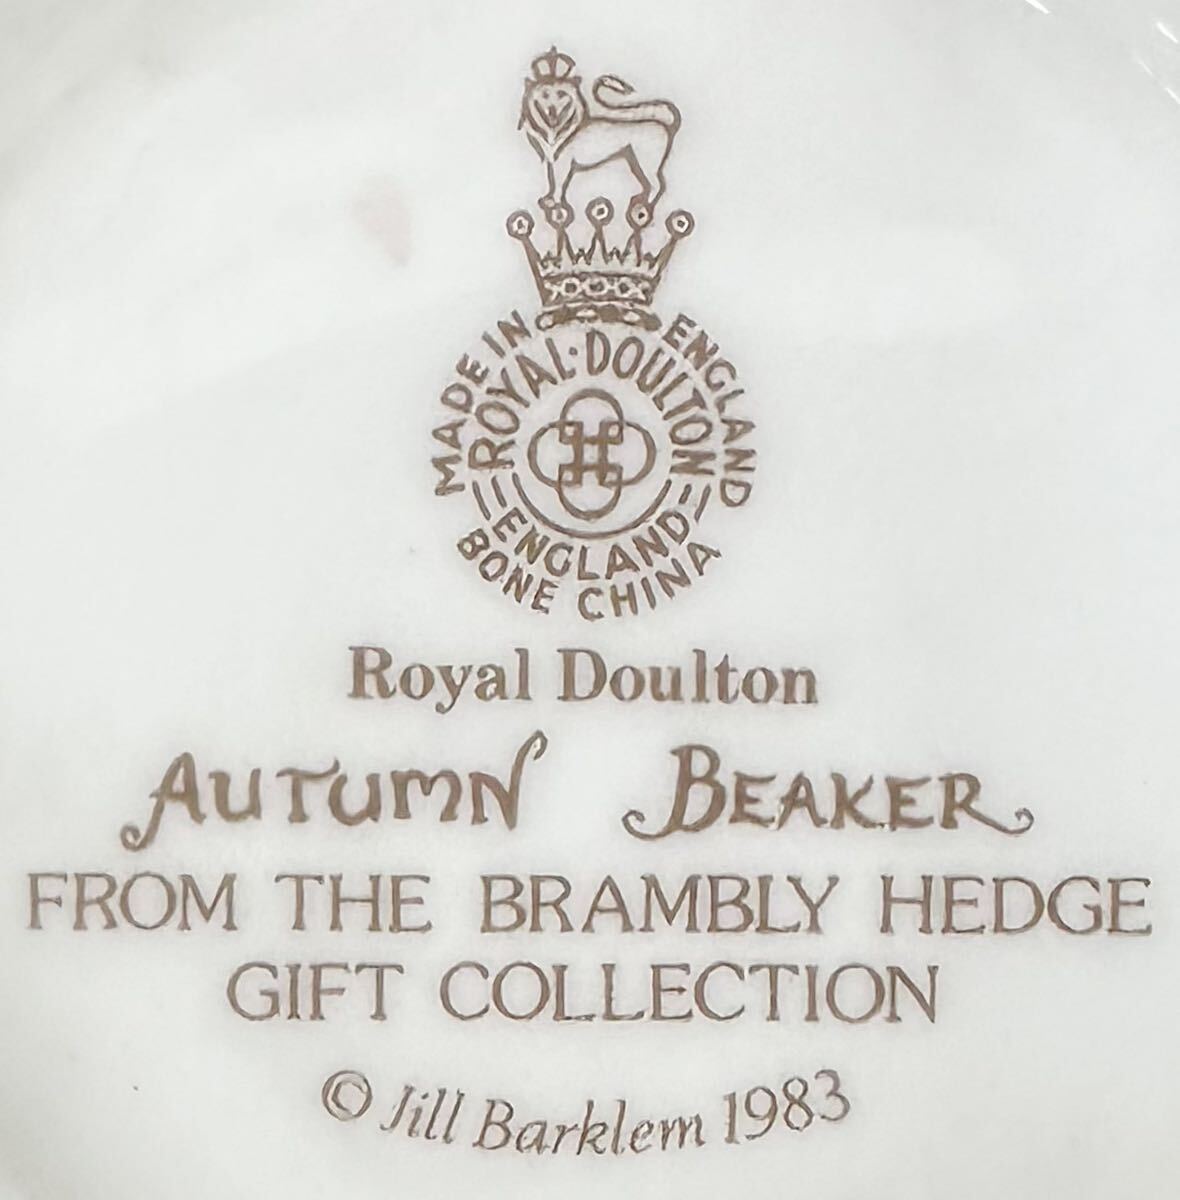 MADE IN ENGLAND
ROYAL·DOULTON
ENGLAND
BONE CHINA
Royal Doulton
AUTUMN BEAKER
FROM THE BRAMBLY HEDGE
GIFT COLLECTION
© Jill Barklem 1983